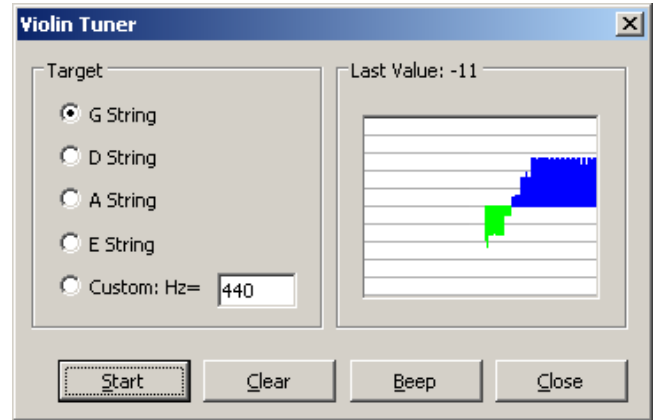 Violin Tuner
Target
G String
D String
A String
E String
Custom: Hz= 440
Last Value: -11
Start Clear Beep Close